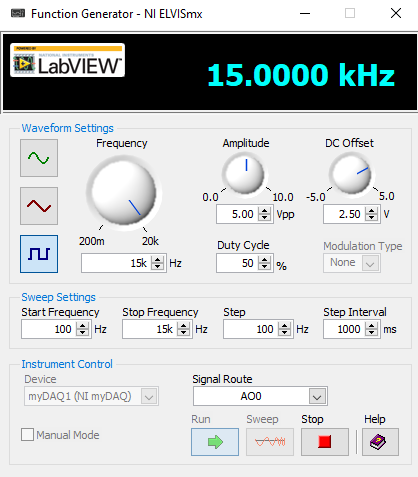 Function Generator - NI ELVISmx
POWERED BY
NATIONAL INSTRUMENTS
LabVIEW™
15.0000 kHz
Waveform Settings
Frequency
Amplitude
DC Offset
0.0 10.0
-5.0 5.0
5.00 Vpp
2.50 V
200m 20k
15k Hz
Duty Cycle
50 %
Modulation Type
None
Sweep Settings
Start Frequency
Stop Frequency
Step
Step Interval
100 Hz
15k Hz
100 Hz
1000 ms
Instrument Control
Device
Signal Route
myDAQ1 (NI myDAQ)
AO0
Manual Mode
Run
Sweep
Stop
Help